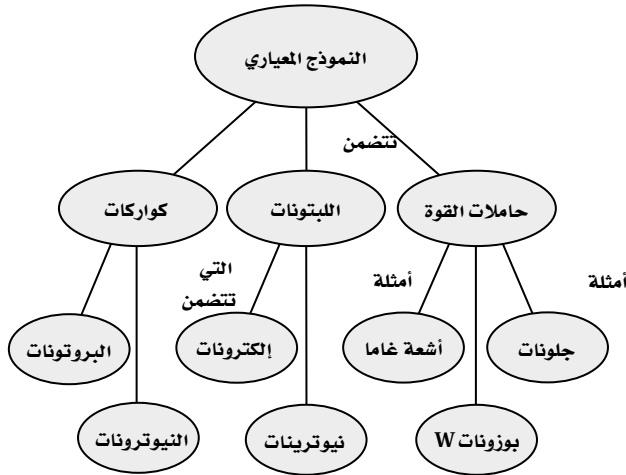 النموذج المعياري
تتضمن
حاملات القوة
اللبتونات
كواركات
أمثلة
أمثلة
التي
تتضمن
جلونات
أشعة غاما
إلكترونات
البروتونات
بوزونات W
نيوترينات
النيوترونات